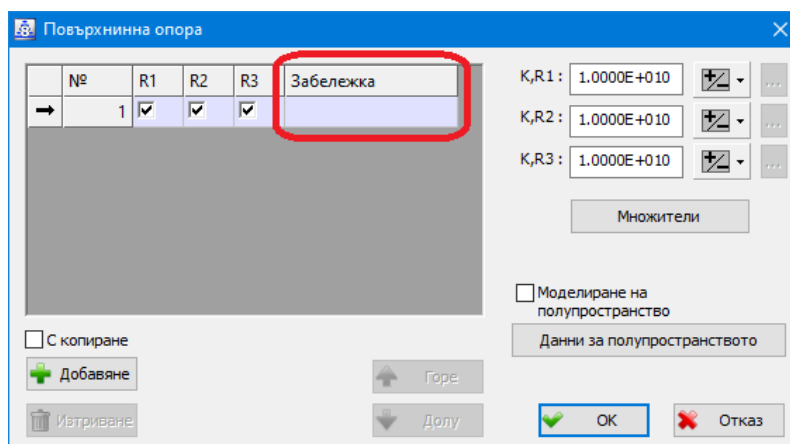 Повърхнинна опора
№ R1 R2 R3 Забележка
1
K,R1: 1.0000E+010
K,R2: 1.0000E+010
K,R3: 1.0000E+010
Множители
Моделиране на
полупространство
Данни за полупространството
С копиране
Добавяне
Изтриване
Горе
Долу
OK
Отказ